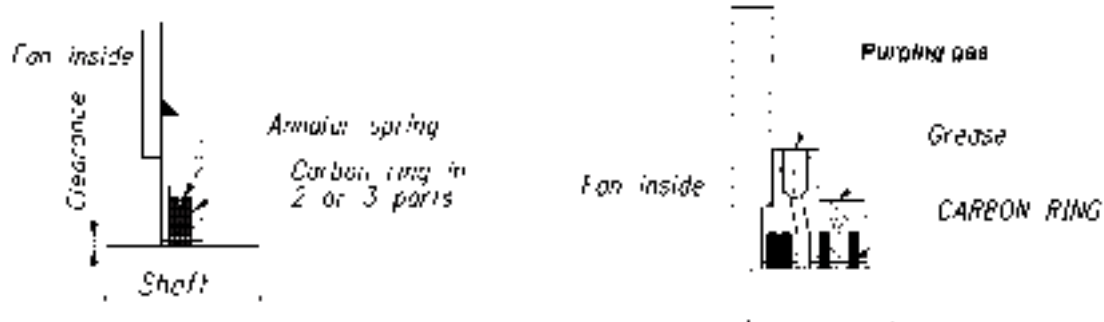 Fan inside
Clearance
Annular spring
Carbon ring in
2 or 3 parts
Shaft
Purging gas
Grease
Fan inside
CARBON RING